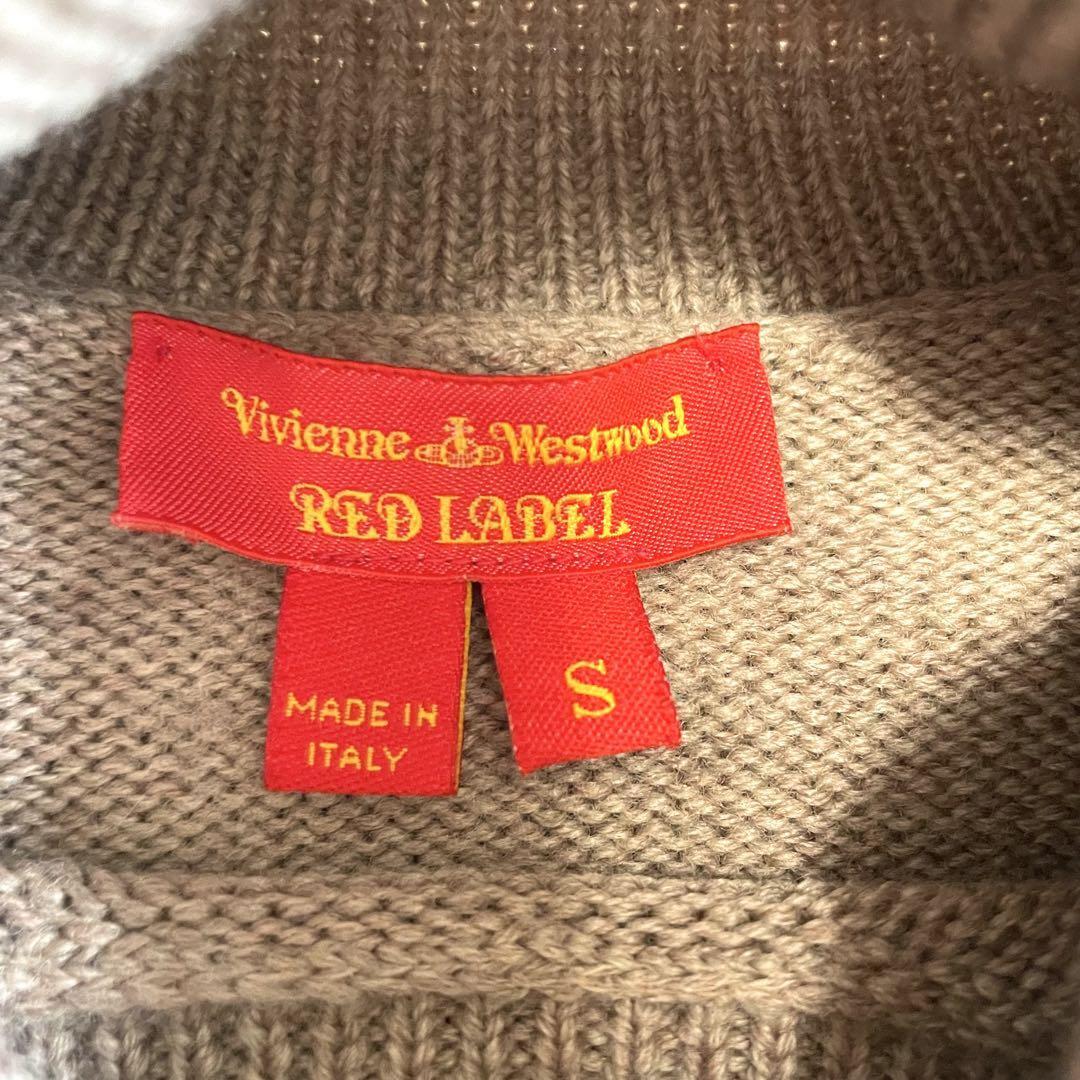 Vivienne Westwood
RED LABEL
MADE IN
ITALY
S